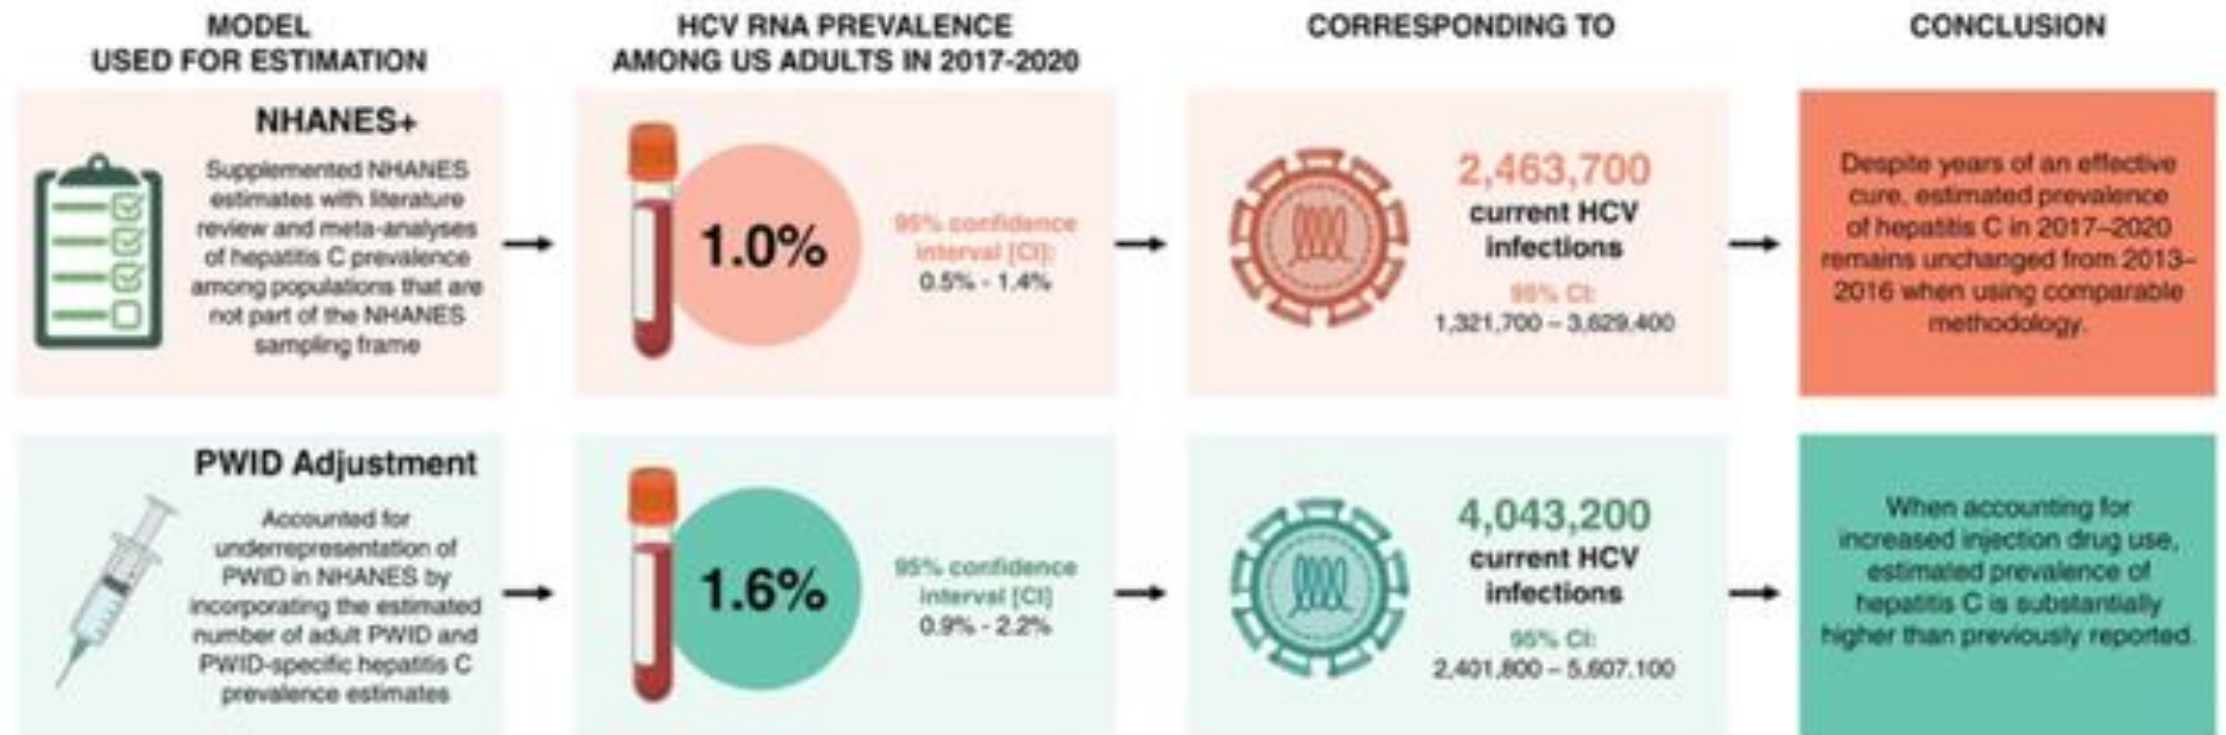 MODEL
USED FOR ESTIMATION
HCV RNA PREVALENCE
AMONG US ADULTS IN 2017-2020
CORRESPONDING TO
CONCLUSION
NHANES+
Supplemented NHANES
estimates with literature
review and meta-analyses
of hepatitis C prevalence
among populations that are
not part of the NHANES
sampling frame
1.0%
95% confidence
interval [CI]:
0.5% - 1.4%
2,463,700
current HCV
infections
95% CI:
1,321,700 – 3,629,400
Despite years of an effective
cure, estimated prevalence
of hepatitis C in 2017–2020
remains unchanged from 2013–
2016 when using comparable
methodology.
PWID Adjustment
Accounted for
underrepresentation of
PWID in NHANES by
incorporating the estimated
number of adult PWID and
PWID-specific hepatitis C
prevalence estimates
1.6%
95% confidence
interval [CI]
0.9% - 2.2%
4,043,200
current HCV
infections
95% CI:
2,401,800 – 5,607,100
When accounting for
increased injection drug use,
estimated prevalence of
hepatitis C is substantially
higher than previously reported.